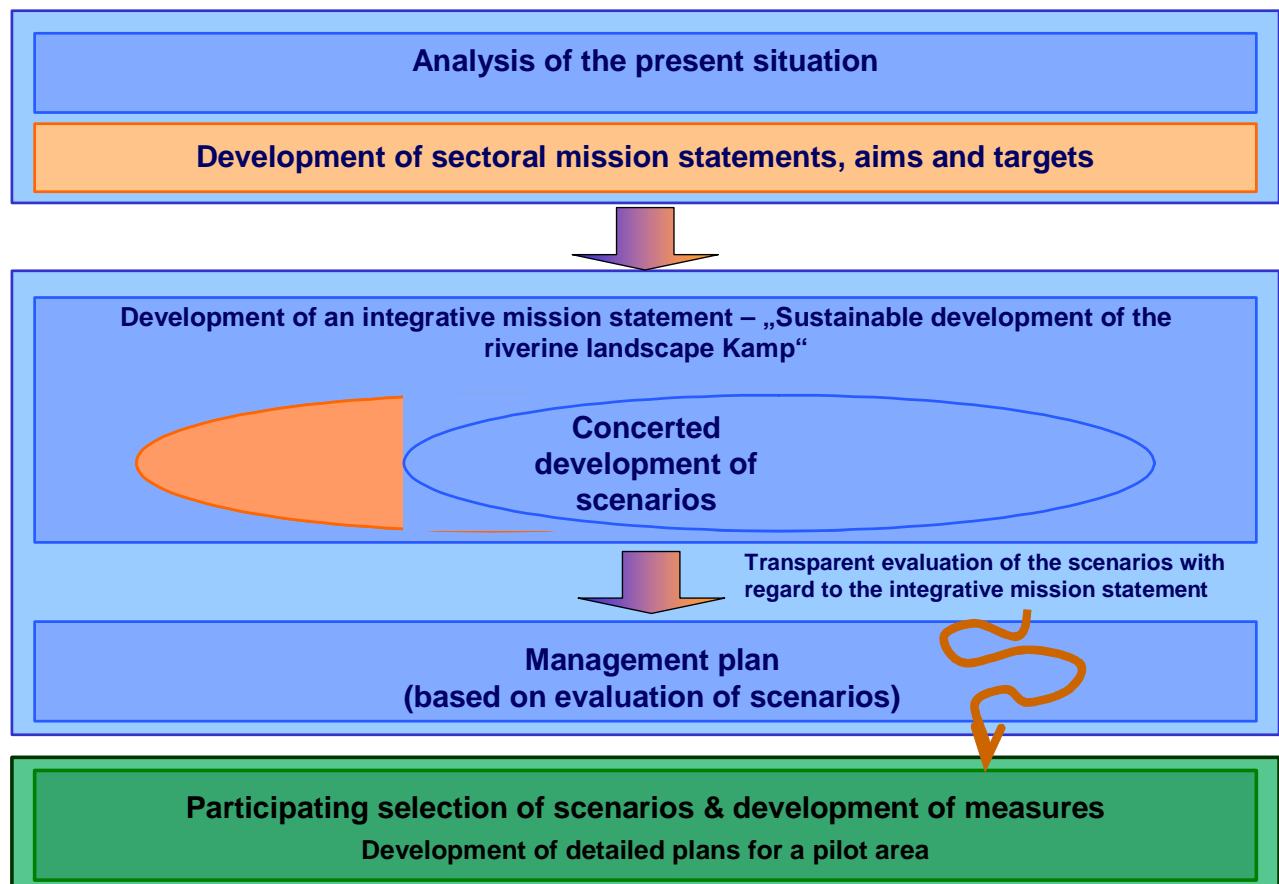 Analysis of the present situation
Development of sectoral mission statements, aims and targets
Development of an integrative mission statement – „Sustainable development of the
riverine landscape Kamp“
Concerted
development of
scenarios
Transparent evaluation of the scenarios with
regard to the integrative mission statement
Management plan
(based on evaluation of scenarios)
Participating selection of scenarios & development of measures
Development of detailed plans for a pilot area